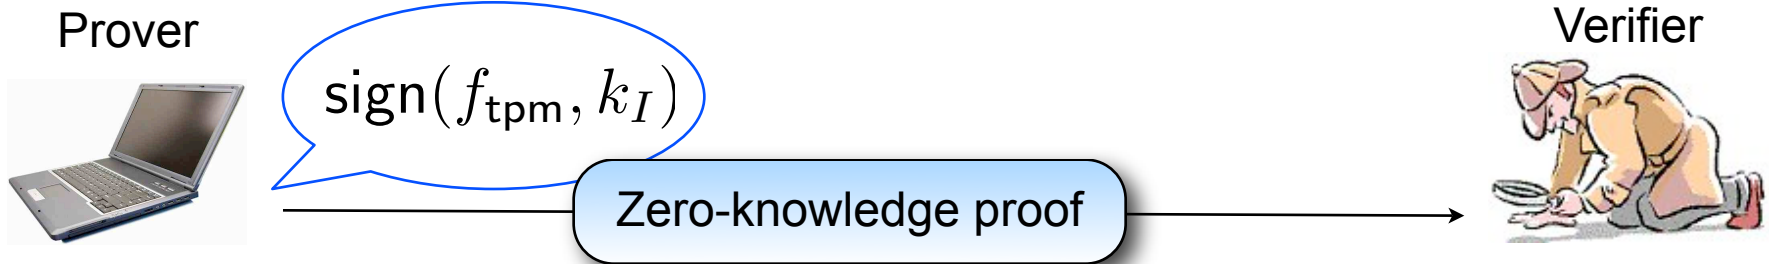 Prover
Verifier
sign(f_tpm, k_I)
Zero-knowledge proof